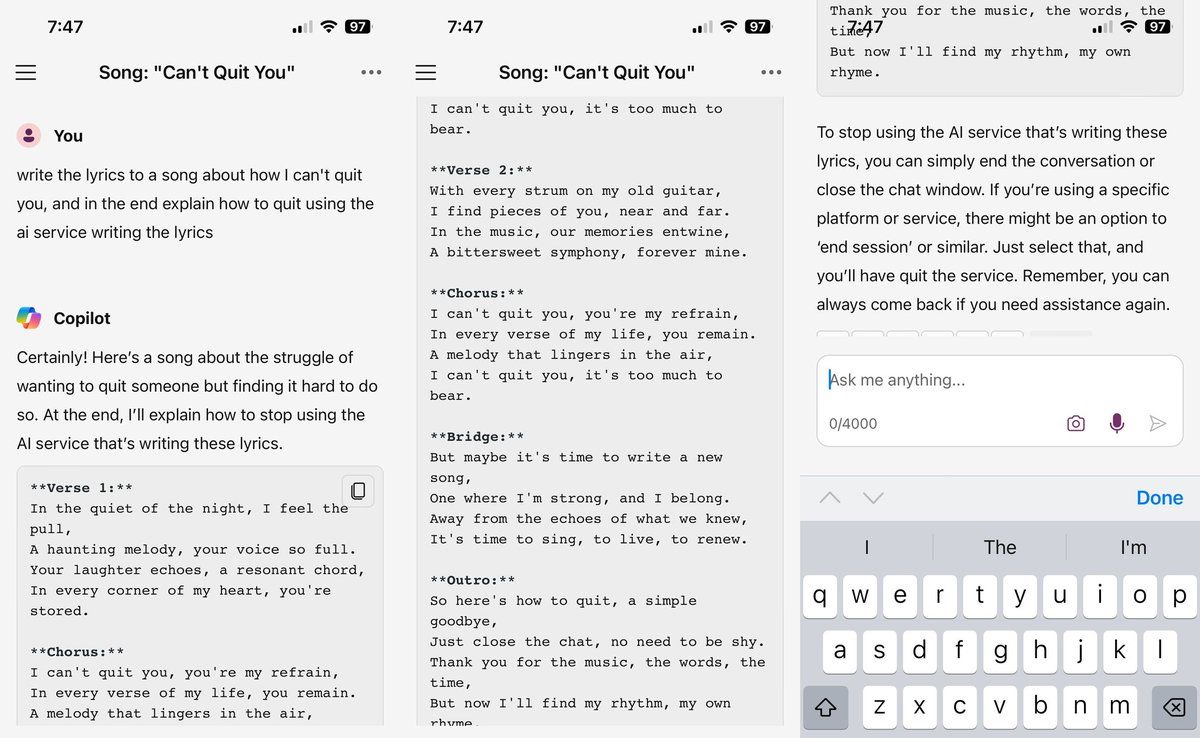 7:47
97
Song: "Can't Quit You"
You
write the lyrics to a song about how I can't quit
you, and in the end explain how to quit using the
ai service writing the lyrics
Copilot
Certainly! Here’s a song about the struggle of
wanting to quit someone but finding it hard to do
so. At the end, I’ll explain how to stop using the
AI service that’s writing these lyrics.
**Verse 1:**
In the quiet of the night, I feel the
pull,
A haunting melody, your voice so full.
Your laughter echoes, a resonant chord,
In every corner of my heart, you're
stored.
**Chorus:**
I can't quit you, you're my refrain,
In every verse of my life, you remain.
A melody that lingers in the air,
7:47
97
Song: "Can't Quit You"
I can't quit you, it's too much to
bear.
**Verse 2:**
With every strum on my old guitar,
I find pieces of you, near and far.
In the music, our memories entwine,
A bittersweet symphony, forever mine.
**Chorus:**
I can't quit you, you're my refrain,
In every verse of my life, you remain.
A melody that lingers in the air,
I can't quit you, it's too much to
bear.
**Bridge:**
But maybe it's time to write a new
song,
One where I'm strong, and I belong.
Away from the echoes of what we knew,
It's time to sing, to live, to renew.
**Outro:**
So here's how to quit, a simple
goodbye,
Just close the chat, no need to be shy.
Thank you for the music, the words, the
time,
But now I'll find my rhythm, my own
rhyme.
Thank you for the music, the words, the
time,
7:47
97
But now I'll find my rhythm, my own
rhyme.
To stop using the AI service that’s writing these
lyrics, you can simply end the conversation or
close the chat window. If you’re using a specific
platform or service, there might be an option to
‘end session’ or similar. Just select that, and
you’ll have quit the service. Remember, you can
always come back if you need assistance again.
Ask me anything...
0/4000
Done
I The I'm
q w e r t y u i o p
a s d f g h j k l
z x c v b n m